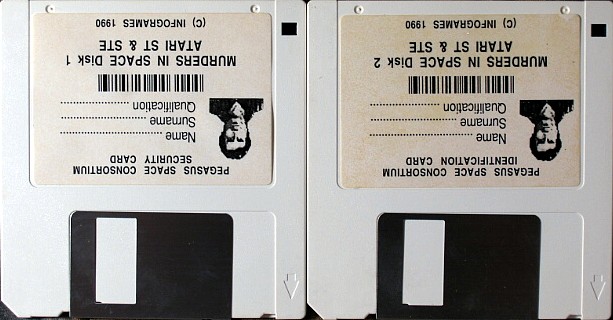 PEGASUS SPACE CONSORTIUM
SECURITY CARD
Name ....................
Surname ....................
Qualification ....................
MURDERS IN SPACE Disk 1
ATARI ST & STE
(C) INFOGRAMES 1990
PEGASUS SPACE CONSORTIUM
IDENTIFICATION CARD
Name ....................
Surname ....................
Qualification ....................
MURDERS IN SPACE Disk 2
ATARI ST & STE
(C) INFOGRAMES 1990